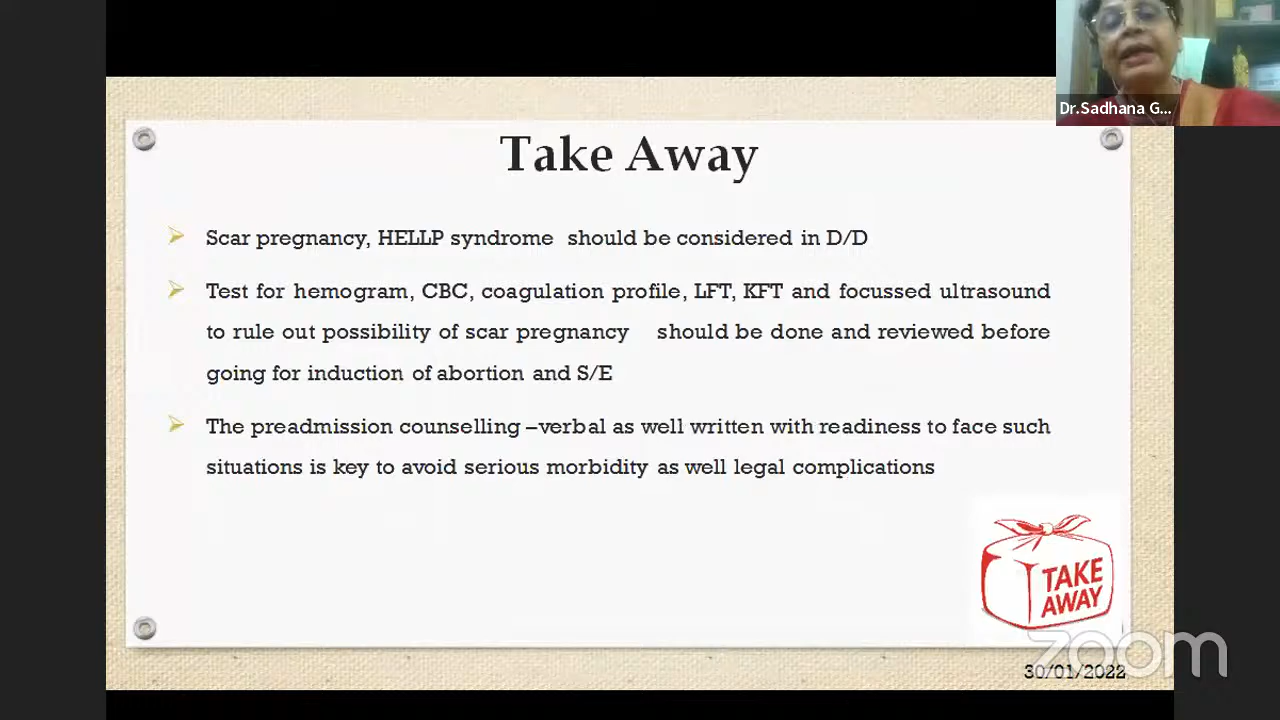 Dr.Sadhana G...
Take Away
Scar pregnancy, HELLP syndrome should be considered in D/D
Test for hemogram, CBC, coagulation profile, LFT, KFT and focussed ultrasound
to rule out possibility of scar pregnancy should be done and reviewed before
going for induction of abortion and S/E
The preadmission counselling –verbal as well written with readiness to face such
situations is key to avoid serious morbidity as well legal complications
TAKE
AWAY
zoom
30/01/2022